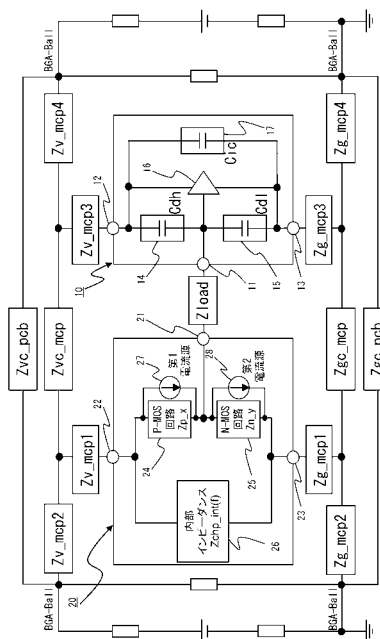 Zvc_pcb
BGA-Ball
BGA-Ball
Zvc_mcp
Zv_mcp2
Zv_mcp1
Zv_mcp3
Zv_mcp4
20
22
10
12
内部
インピーダンス
Zchp_int(f)
26
P-MOS
回路
Zp_x
24
27
第1
電流源
21
Zload
11
14
Cdh
16
Cic
17
N-MOS
回路
Zn_y
25
28
第2
電流源
15
Cdl
23
13
Zg_mcp2
Zg_mcp1
Zg_mcp3
Zg_mcp4
Zgc_mcp
BGA-Ball
BGA-Ball
Zgc_pcb